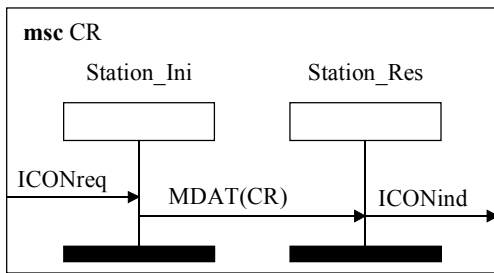 msc CR
Station_Ini
Station_Res
ICONreq
MDAT(CR)
ICONind